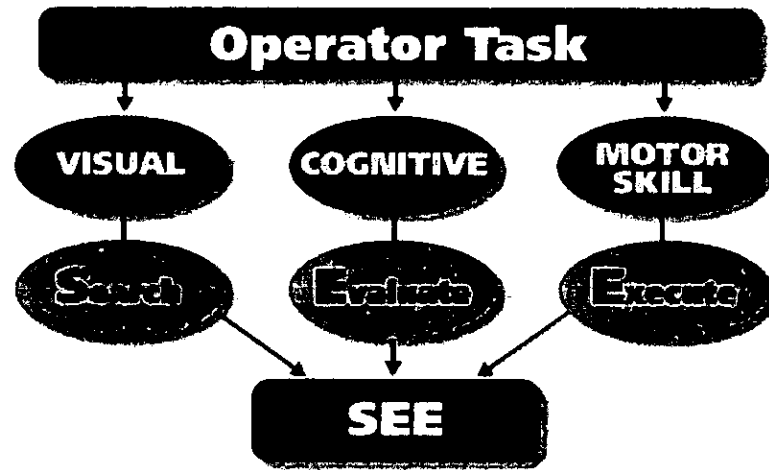 Operator Task
VISUAL
COGNITIVE
MOTOR
SKILL
Search
Evaluate
Execute
SEE